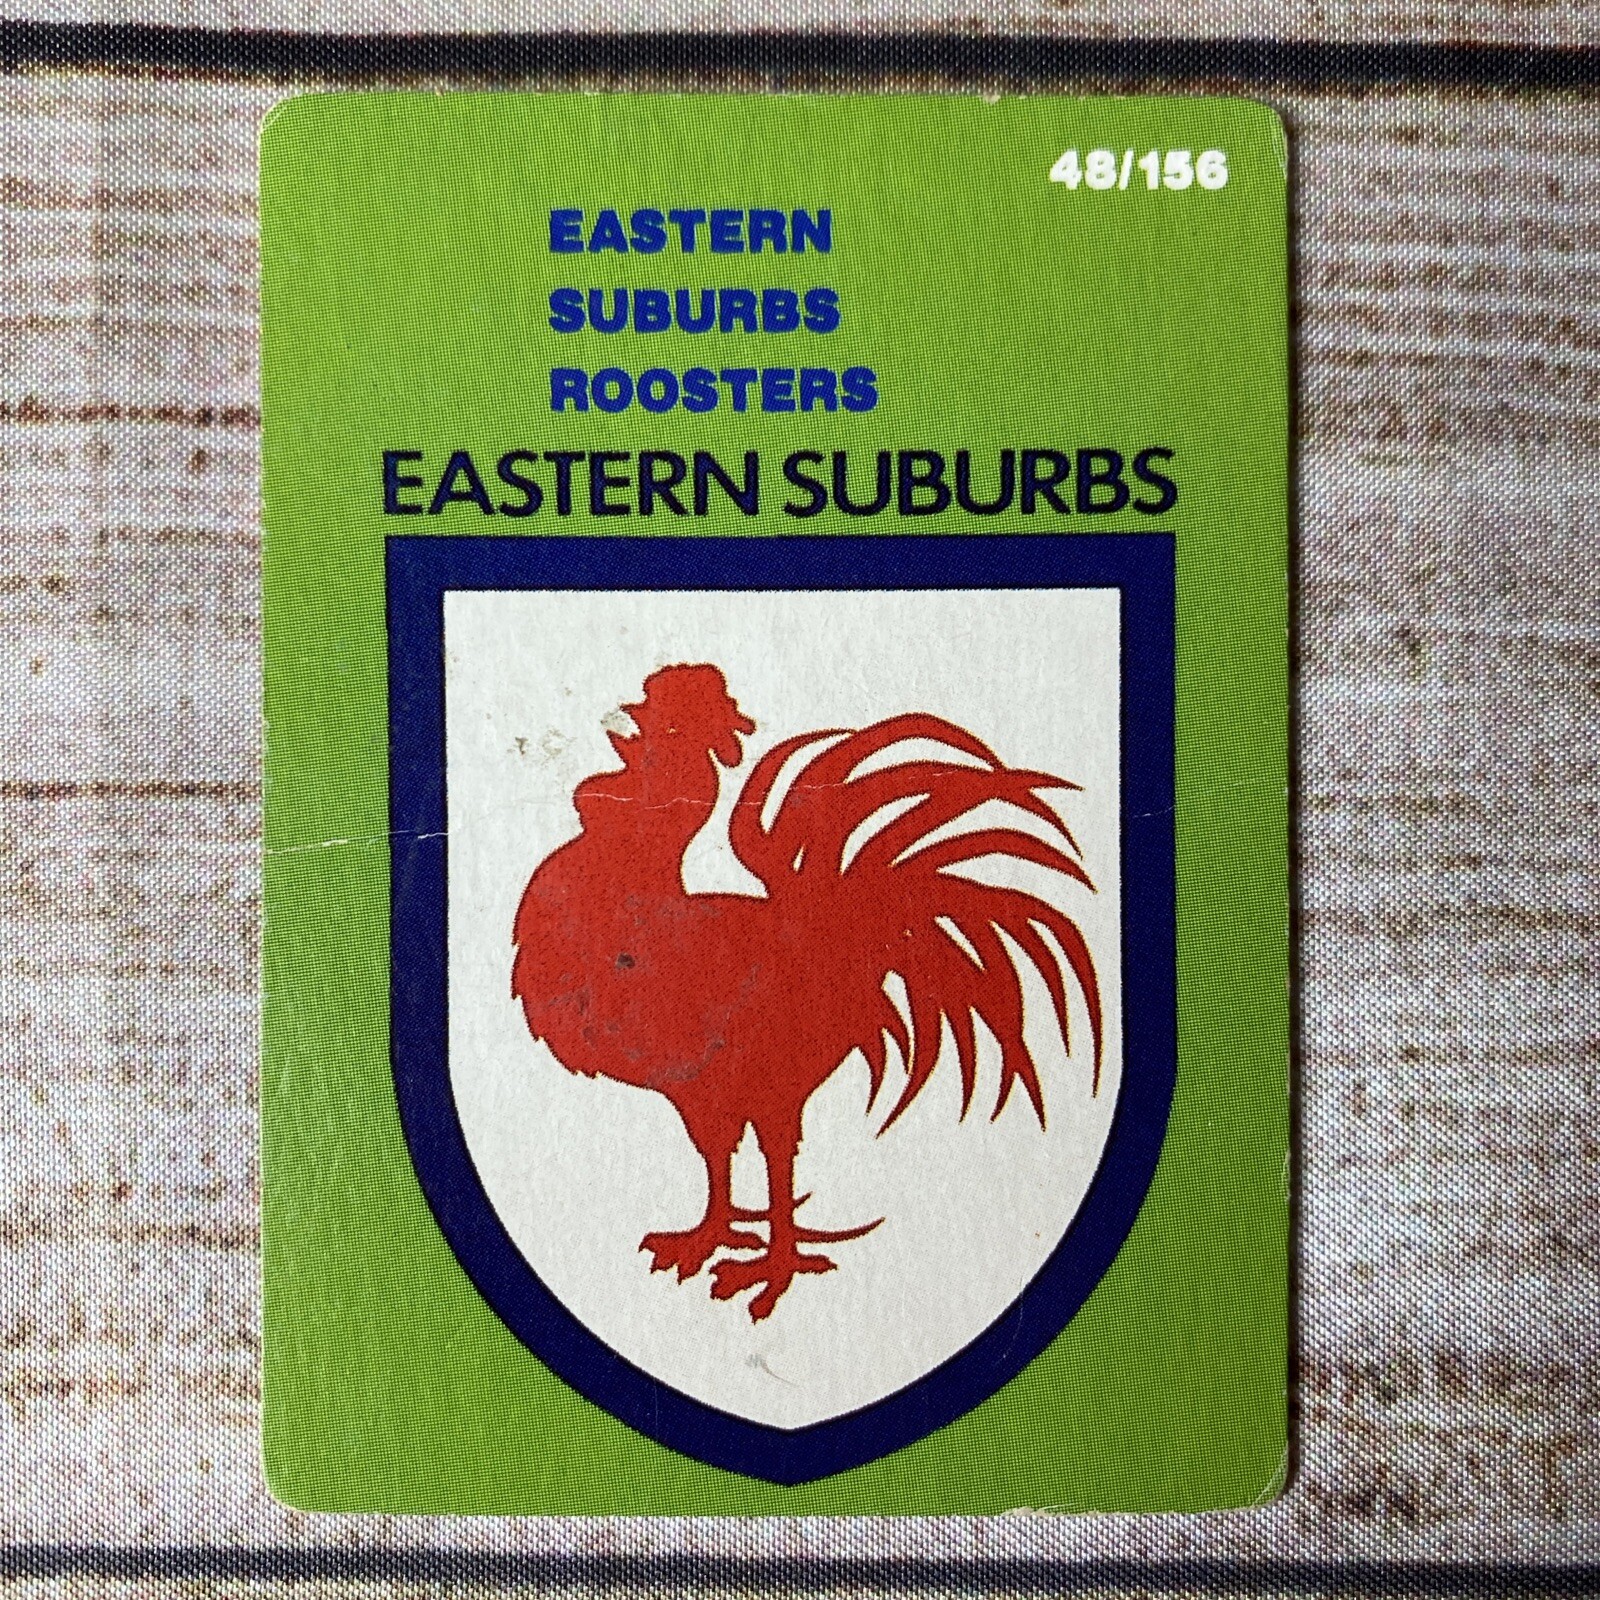 48/156
EASTERN
SUBURBS
ROOSTERS
EASTERN SUBURBS